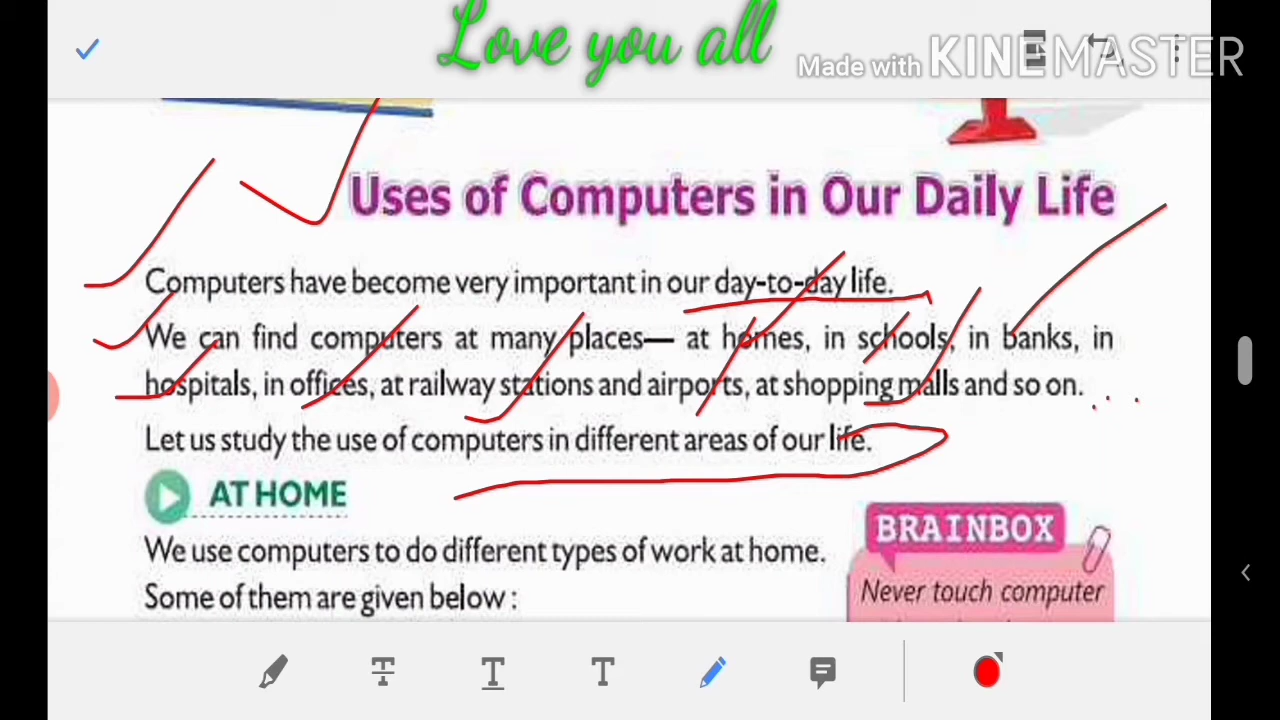 Love you all
Made with KINEMASTER
Uses of Computers in Our Daily Life
Computers have become very important in our day-to-day life.
We can find computers at many places— at homes, in schools, in banks, in
hospitals, in offices, at railway stations and airports, at shopping malls and so on.
Let us study the use of computers in different areas of our life.
AT HOME
We use computers to do different types of work at home.
Some of them are given below :
BRAINBOX
Never touch computer